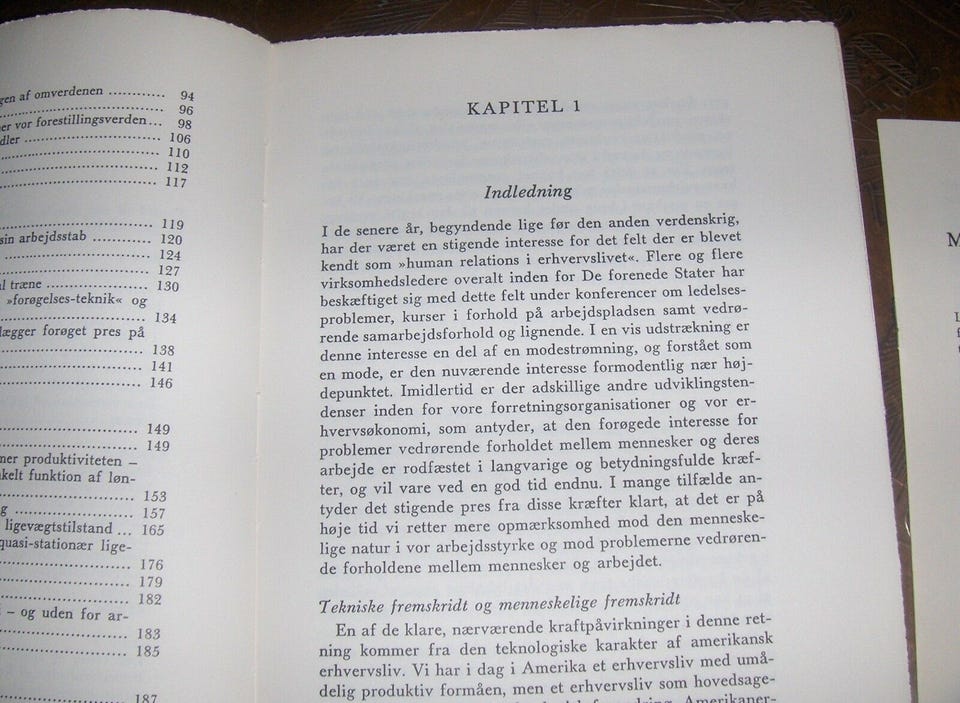 gen af omverdenen ............ 94
96
er vor forestillingsverden... 98
dler 106
110
112
117
119
sin arbejdsstab ............ 120
124
127
al træne 130
»forøgelses-teknik« og
134
lægger forøget pres på
138
141
146
149
149
ner produktiviteten –
nkelt funktion af løn-
153
157
ligevægtstilstand ... 165
quasi-stationær lige-
176
179
182
– og uden for ar-
183
185
187
KAPITEL 1
Indledning
I de senere år, begyndende lige før den anden verdenskrig,
har der været en stigende interesse for det felt der er blevet
kendt som »human relations i erhvervslivet«. Flere og flere
virksomhedsledere overalt inden for De forenede Stater har
beskæftiget sig med dette felt under konferencer om ledelses-
problemer, kurser i forhold på arbejdspladsen samt vedrø-
rende samarbejdsforhold og lignende. I en vis udstrækning er
denne interesse en del af en modestrømning, og forstået som
en mode, er den nuværende interesse formodentlig nær høj-
depunktet. Imidlertid er der adskillige andre udviklingsten-
denser inden for vore forretningsorganisationer og vor er-
hvervsøkonomi, som antyder, at den forøgede interesse for
problemer vedrørende forholdet mellem mennesker og deres
arbejde er rodfæstet i langvarige og betydningsfulde kræf-
ter, og vil vare ved en god tid endnu. I mange tilfælde an-
tyder det stigende pres fra disse kræfter klart, at det er på
høje tid vi retter mere opmærksomhed mod den menneske-
lige natur i vor arbejdsstyrke og mod problemerne vedrøren-
de forholdene mellem mennesker og arbejdet.
Tekniske fremskridt og menneskelige fremskridt
En af de klare, nærværende kraftpåvirkninger i denne ret-
ning kommer fra den teknologiske karakter af amerikansk
erhvervsliv. Vi har i dag i Amerika et erhvervsliv med umå-
delig produktiv formåen, men et erhvervsliv som hovedsage-
Amerikaner-
M
L
f